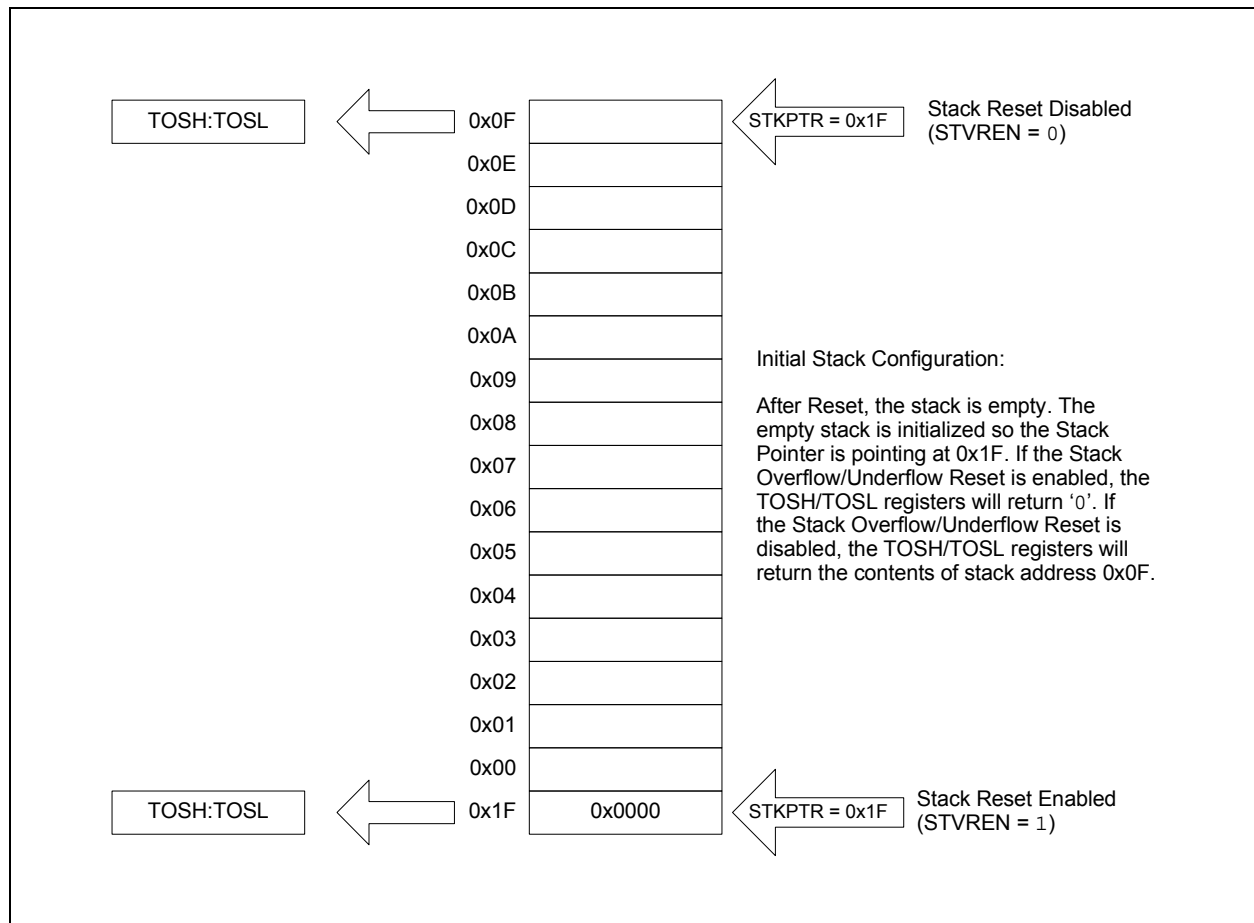 TOSH:TOSL
0x0F
STKPTR = 0x1F
Stack Reset Disabled
(STVREN = 0)
0x0E
0x0D
0x0C
0x0B
0x0A
0x09
0x08
0x07
0x06
0x05
0x04
0x03
0x02
0x01
0x00
Initial Stack Configuration:
After Reset, the stack is empty. The
empty stack is initialized so the Stack
Pointer is pointing at 0x1F. If the Stack
Overflow/Underflow Reset is enabled, the
TOSH/TOSL registers will return ‘0’. If
the Stack Overflow/Underflow Reset is
disabled, the TOSH/TOSL registers will
return the contents of stack address 0x0F.
TOSH:TOSL
0x1F
0x0000
STKPTR = 0x1F
Stack Reset Enabled
(STVREN = 1)